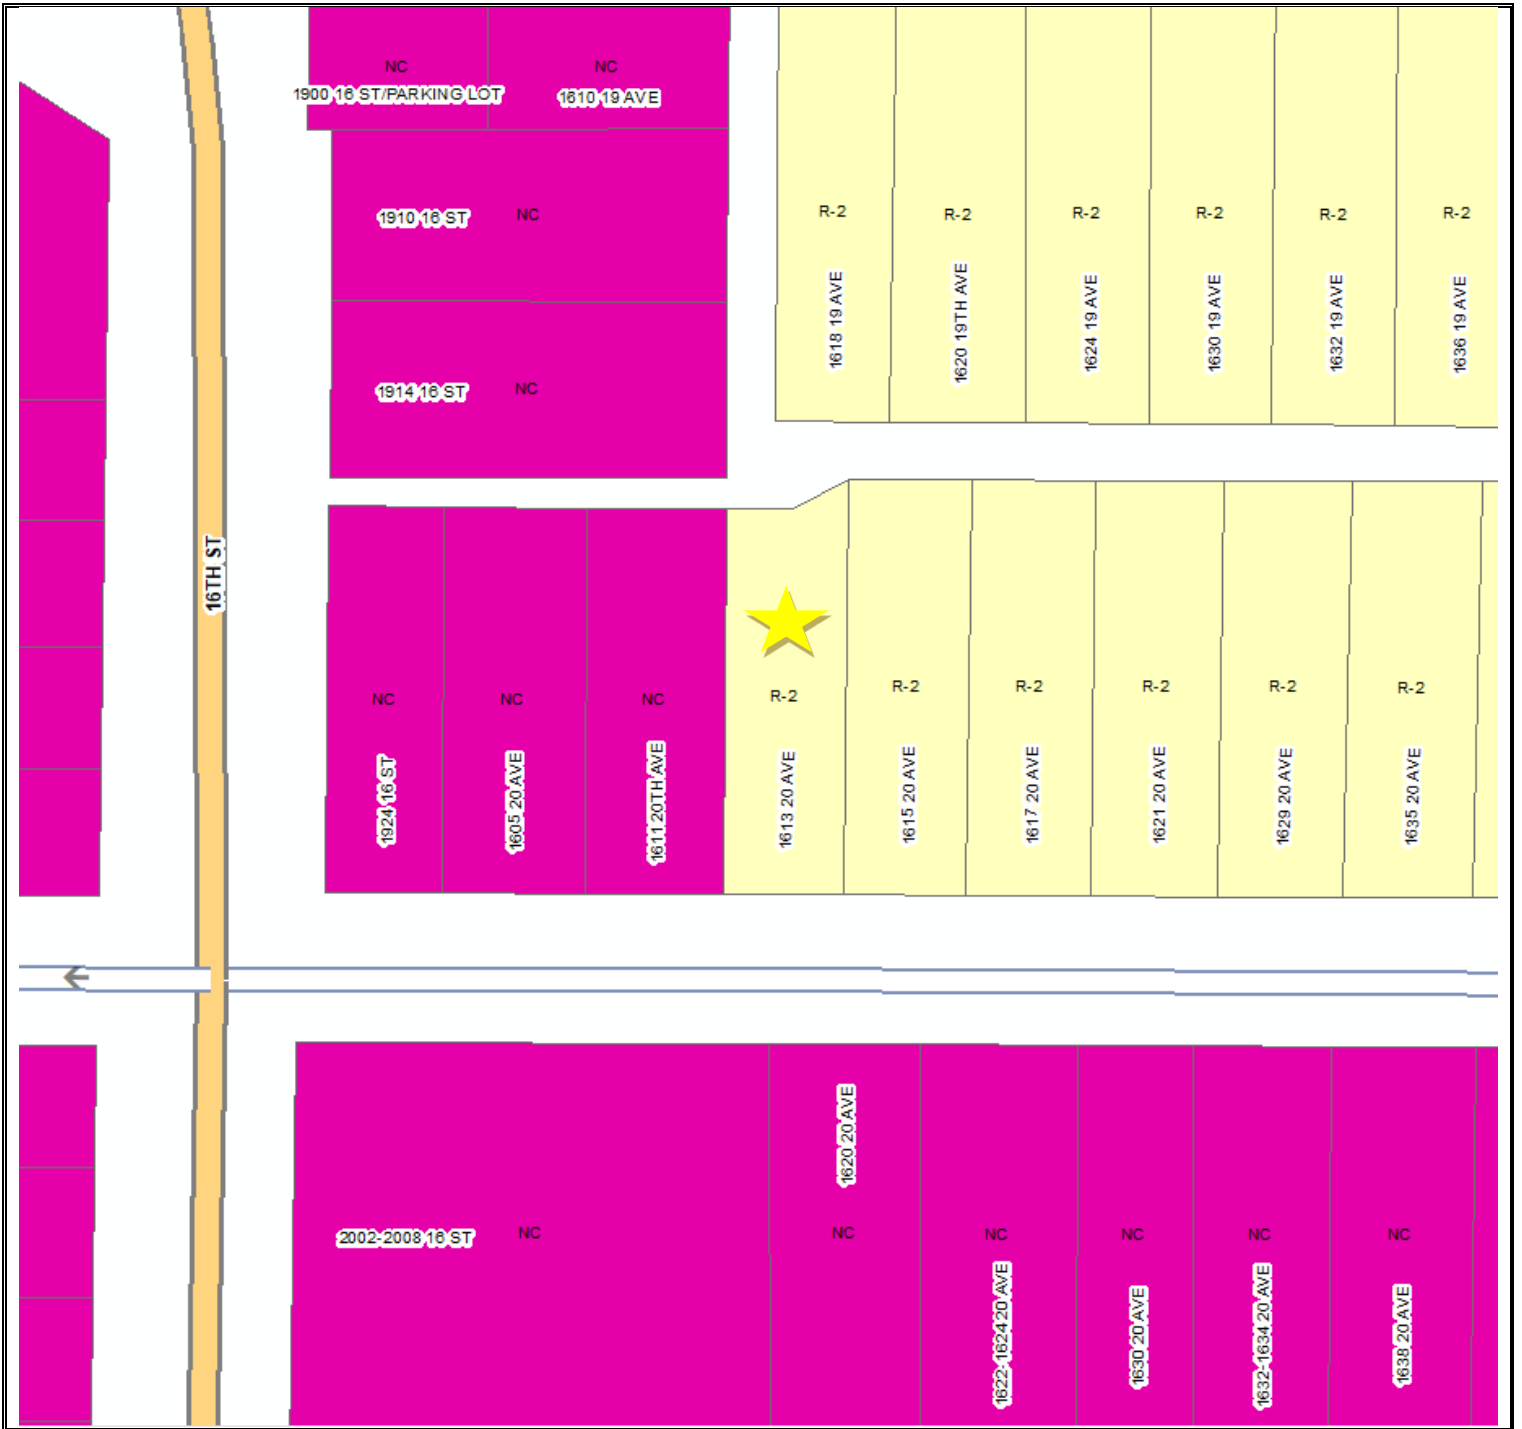 NC
NC
1900 16 ST/PARKING LOT
1610 19 AVE
1910 16 ST
NC
R-2
R-2
R-2
R-2
R-2
R-2
1618 19 AVE
1620 19TH AVE
1624 19 AVE
1630 19 AVE
1632 19 AVE
1636 19 AVE
1914 16 ST
NC
16TH ST
NC
NC
NC
R-2
R-2
R-2
R-2
R-2
R-2
1924 16 ST
1605 20 AVE
1611 20TH AVE
1613 20 AVE
1615 20 AVE
1617 20 AVE
1621 20 AVE
1629 20 AVE
1635 20 AVE
1620 20 AVE
2002-2008 16 ST
NC
NC
NC
NC
NC
NC
1622-1624 20 AVE
1630 20 AVE
1632-1634 20 AVE
1638 20 AVE